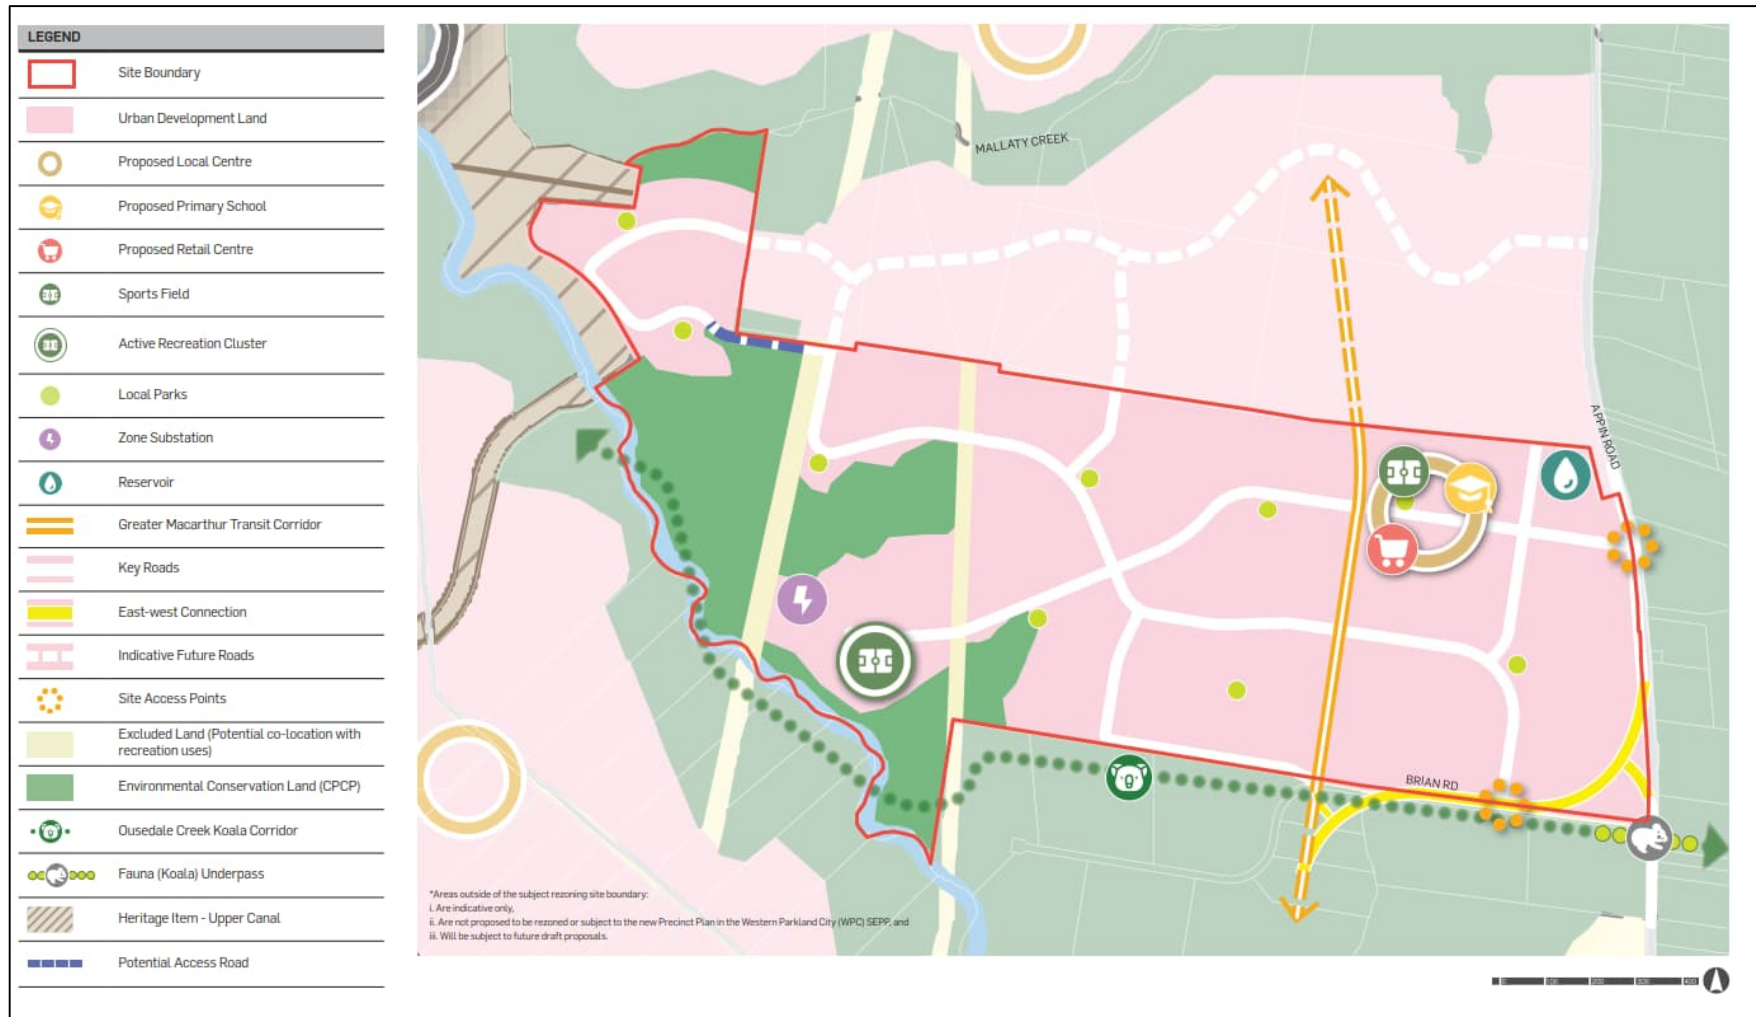 LEGEND
Site Boundary
Urban Development Land
Proposed Local Centre
Proposed Primary School
Proposed Retail Centre
Sports Field
Active Recreation Cluster
Local Parks
Zone Substation
Reservoir
Greater Macarthur Transit Corridor
Key Roads
East-west Connection
Indicative Future Roads
Site Access Points
Excluded Land (Potential co-location with
recreation uses)
Environmental Conservation Land (CPCP)
Ousedale Creek Koala Corridor
Fauna (Koala) Underpass
Heritage Item - Upper Canal
Potential Access Road
MALLATY CREEK
APPIN ROAD
BRIAN RD
*Areas outside of the subject rezoning site boundary:
i. Are indicative only,
ii. Are not proposed to be rezoned or subject to the new Precinct Plan in the Western Parkland City (WPC) SEPP, and
iii. Will be subject to future draft proposals.